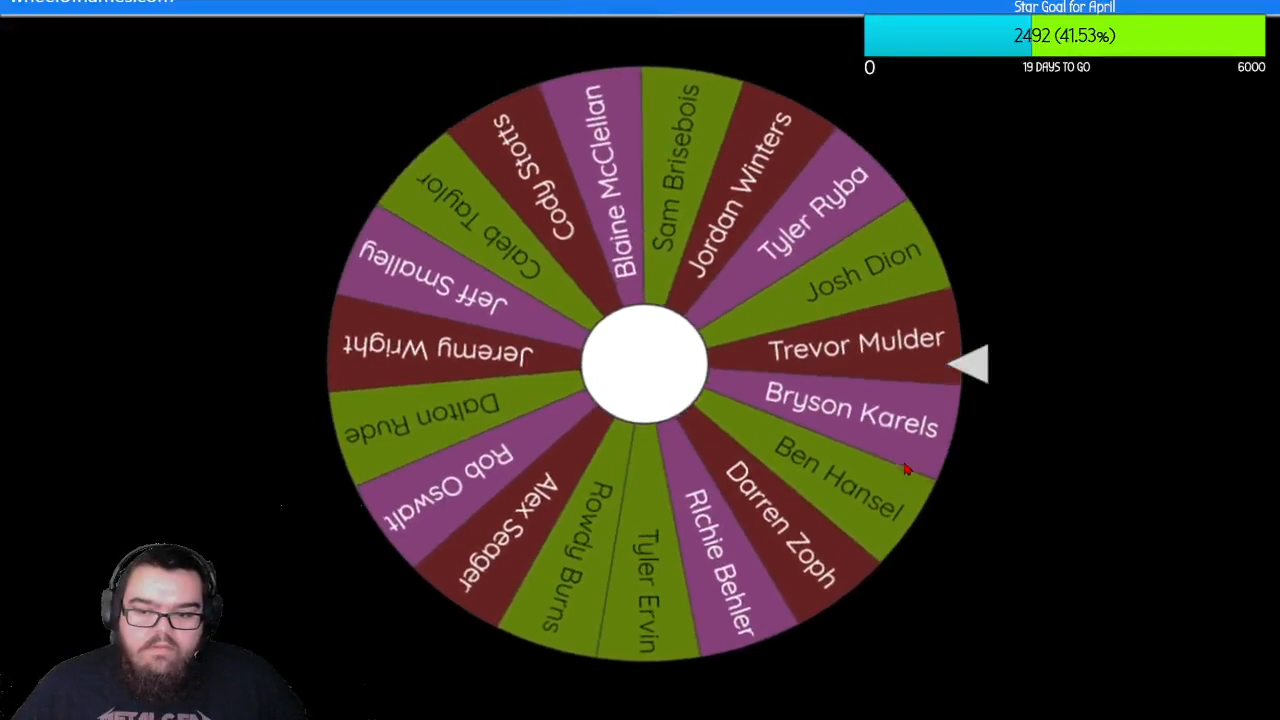 wheelofnames.com
Star Goal for April
2492 (41.53%)
0
19 DAYS TO GO
6000
Blaine McClellan
Sam Brisebois
Jordan Winters
Tyler Ryba
Josh Dion
Trevor Mulder
Bryson Karels
Ben Hansel
Darren Zoph
RIchie Behler
Tyler Ervin
Rowdy Burns
Alex Seager
Rob Oswalt
Dalton Rude
Jeremy Wright
Jeff Smalley
Caleb Taylor
Cody Stotts